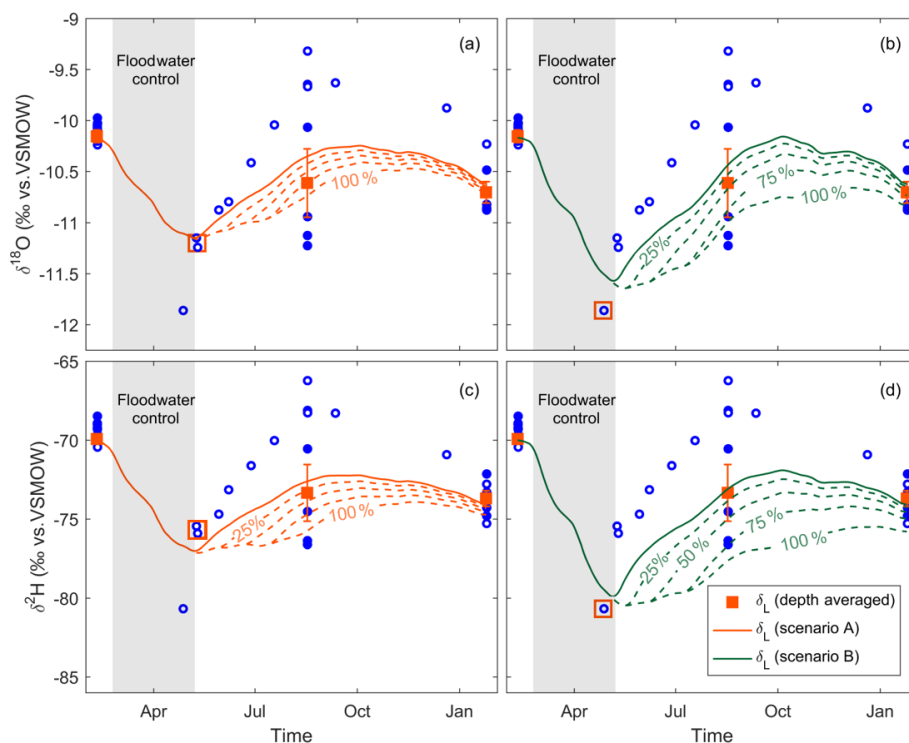 -9
-9.5
-10
-10.5
-11
-11.5
-12
δ¹⁸O (‰ vs.VSMOW)
Floodwater
control
(a)
100 %
Floodwater
control
(b)
25%
75 %
100 %
-65
-70
-75
-80
-85
δ²H (‰ vs.VSMOW)
Floodwater
control
(c)
25%
100 %
Apr
Jul
Oct
Jan
Time
Floodwater
control
(d)
25%
50 %
75 %
100 %
δL (depth averaged)
δL (scenario A)
δL (scenario B)
Apr
Jul
Oct
Jan
Time